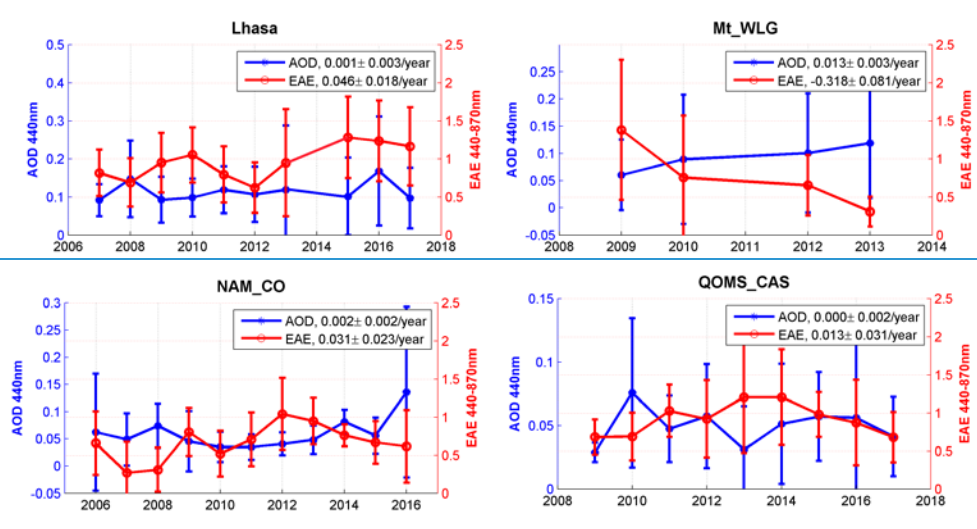 Lhasa
AOD, 0.001± 0.003/year
EAE, 0.046± 0.018/year
AOD 440nm
0.5
0.4
0.3
0.2
0.1
0
2.5
2
1.5
1
0.5
0
EAE 440-870nm
2006 2008 2010 2012 2014 2016 2018
Mt_WLG
AOD, 0.013± 0.003/year
EAE, -0.318± 0.081/year
AOD 440nm
0.25
0.2
0.15
0.1
0.05
0
-0.05
2.5
2
1.5
1
0.5
0
EAE 440-870nm
2008 2009 2010 2011 2012 2013 2014
NAM_CO
AOD, 0.002± 0.002/year
EAE, 0.031± 0.023/year
AOD 440nm
0.3
0.25
0.2
0.15
0.1
0.05
0
-0.05
2.5
2
1.5
1
0.5
0
EAE 440-870nm
2006 2008 2010 2012 2014 2016
QOMS_CAS
AOD, 0.000± 0.002/year
EAE, 0.013± 0.031/year
AOD 440nm
0.15
0.1
0.05
0
2.5
2
1.5
1
0.5
0
EAE 440-870nm
2008 2010 2012 2014 2016 2018